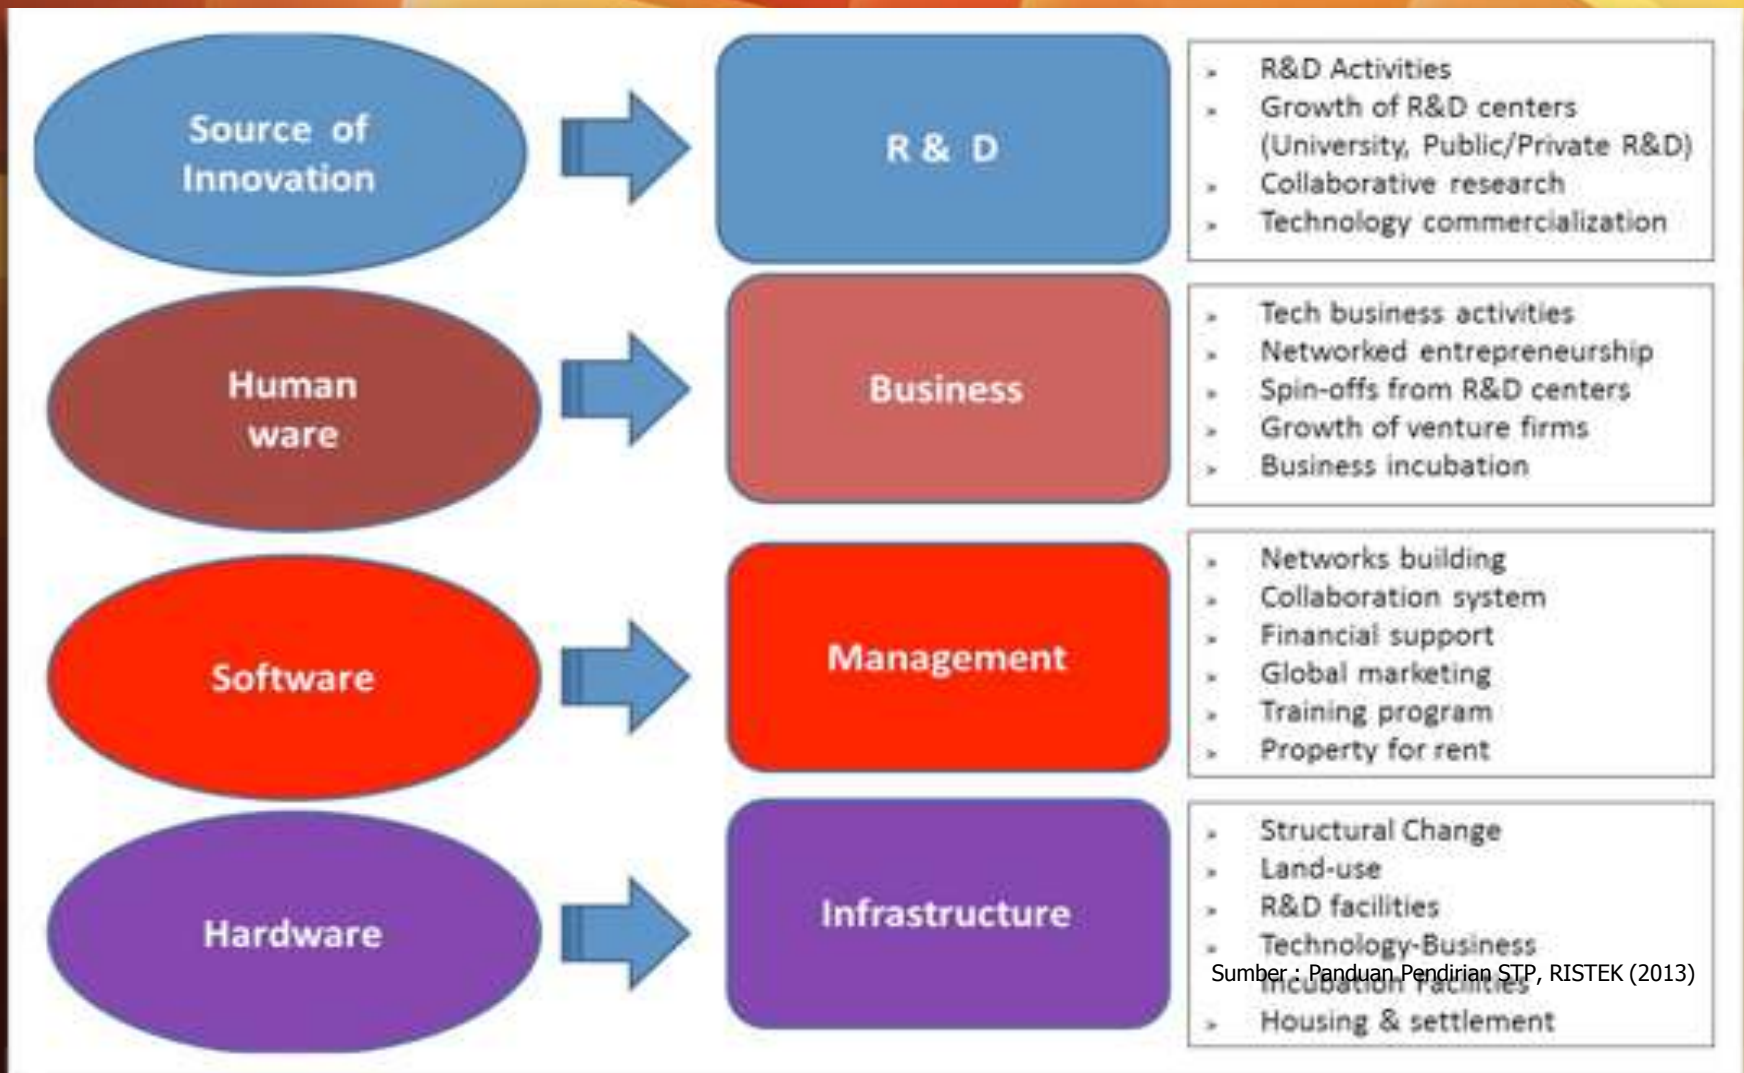 Source of
Innovation
R & D
➤ R&D Activities
➤ Growth of R&D centers
(University, Public/Private R&D)
➤ Collaborative research
➤ Technology commercialization
Human
ware
Business
➤ Tech business activities
➤ Networked entrepreneurship
➤ Spin-offs from R&D centers
➤ Growth of venture firms
➤ Business incubation
Software
Management
➤ Networks building
➤ Collaboration system
➤ Financial support
➤ Global marketing
➤ Training program
➤ Property for rent
Hardware
Infrastructure
➤ Structural Change
➤ Land-use
➤ R&D facilities
➤ Technology-Business
Incubation Facilities
➤ Housing & settlement
Sumber : Panduan Pendirian STP, RISTEK (2013)